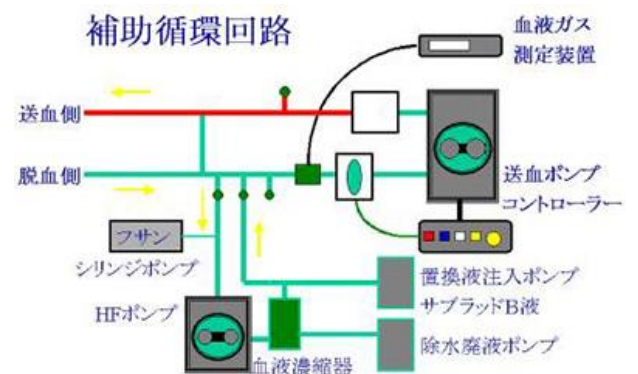 補助循環回路
血液ガス
測定装置
送血側
脱血側
送血ポンプ
コントローラー
フサン
シリンジポンプ
置換液注入ポンプ
サブラッドB液
HFポンプ
除水廃液ポンプ
血液濃縮器